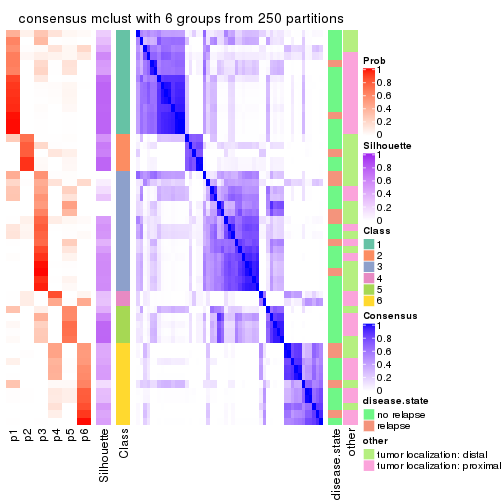 consensus mclust with 6 groups from 250 partitions
Prob
1
0.8
0.6
0.4
0.2
0
Silhouette
1
0.8
0.6
0.4
0.2
0
Class
1
2
3
4
5
6
Consensus
1
0.8
0.6
0.4
0.2
0
disease.state
no relapse
relapse
other
tumor localization: distal
tumor localization: proximal
p1
p2
p3
p4
p5
p6
Silhouette
Class
disease.state
other